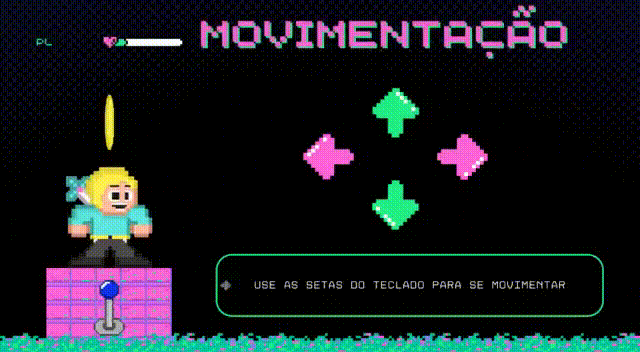 MOVIMENTAÇÃO
PL
USE AS SETAS DO TECLADO PARA SE MOVIMENTAR